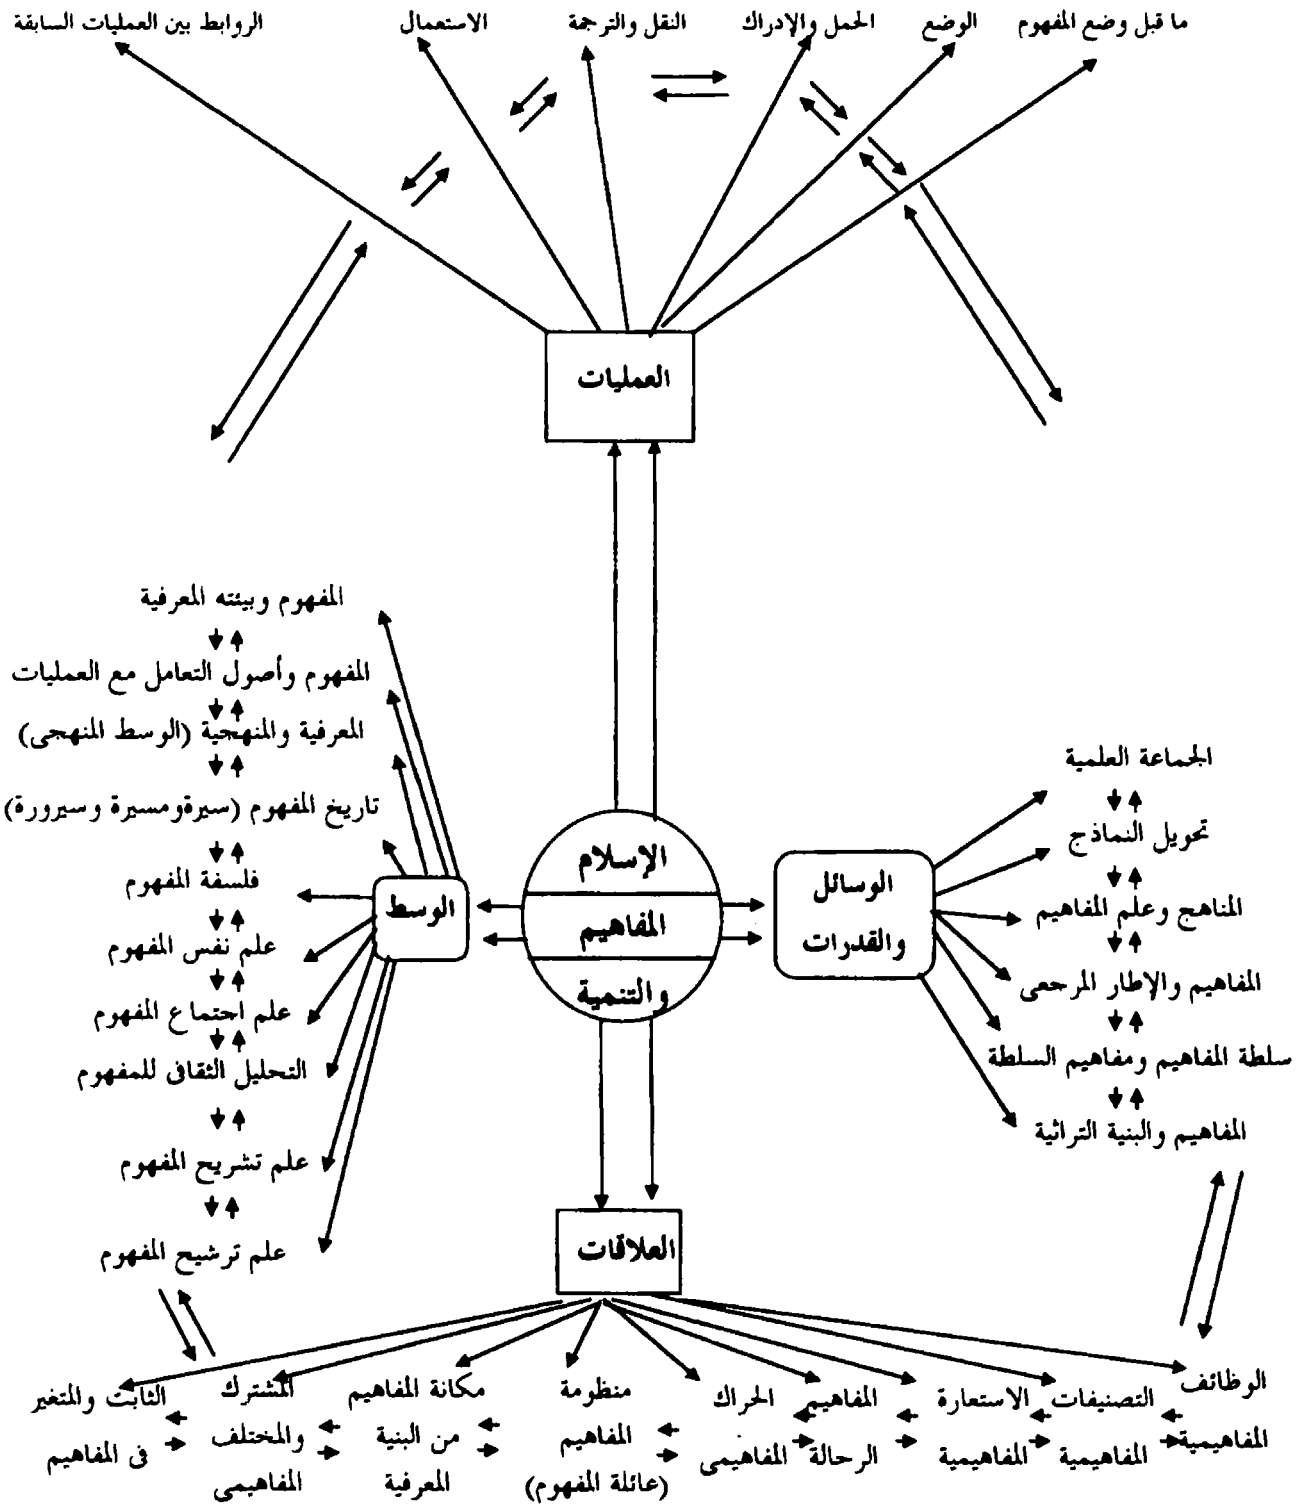 ما قبل وضع المفهوم
الوضع
الحمل والإدراك
النقل والترجمة
الاستعمال
الروابط بين العمليات السابقة
العمليات
المفهوم وبيئته المعرفية
المفهوم وأصول التعامل مع العمليات
المعرفية والمنهجية (الوسط المنهجى)
تاريخ المفهوم (سيرةومسيرة وسيرورة)
فلسفة المفهوم
علم نفس المفهوم
علم اجتماع المفهوم
التحليل الثقافى للمفهوم
علم تشريح المفهوم
علم ترشيح المفهوم
الوسط
الإسلام
المفاهيم
والتنمية
الوسائل
والقدرات
الجماعة العلمية
تحويل النماذج
المناهج وعلم المفاهيم
المفاهيم والإطار المرجعى
سلطة المفاهيم ومفاهيم السلطة
المفاهيم والبنية التراثية
العلاقات
الوظائف
المفاهيمية
التصنيفات
المفاهيمية
الاستعارة
المفاهيمية
المفاهيم
الرحالة
الحراك
المفاهيمى
منظومة
المفاهيم
(عائلة المفهوم)
مكانة المفاهيم
من البنية
المعرفية
المشترك
والمختلف
المفاهيمى
الثابت والمتغير
فى المفاهيم